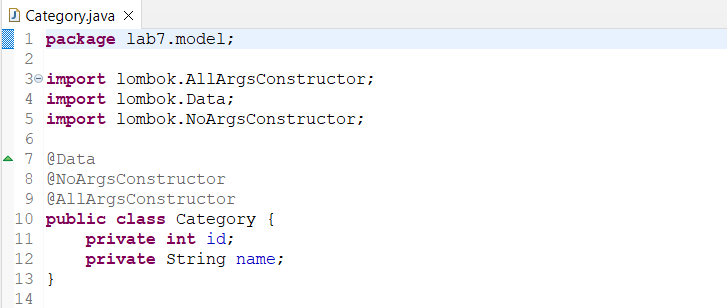 Category.java
1 package lab7.model;
2
3 import lombok.AllArgsConstructor;
4 import lombok.Data;
5 import lombok.NoArgsConstructor;
6
7 @Data
8 @NoArgsConstructor
9 @AllArgsConstructor
10 public class Category {
11     private int id;
12     private String name;
13 }
14